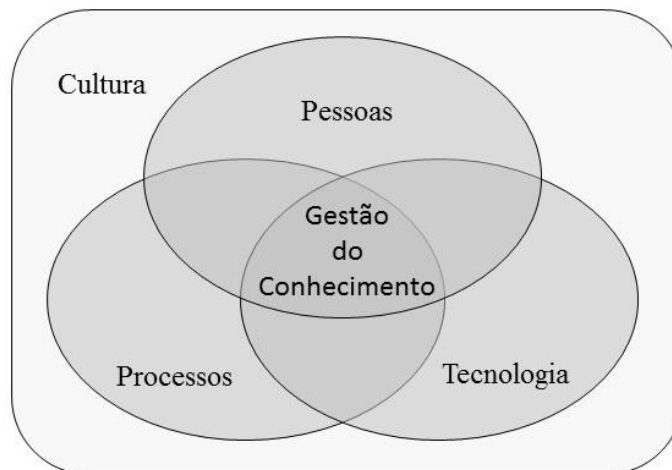 Cultura
Pessoas
Gestão
do
Conhecimento
Processos
Tecnologia